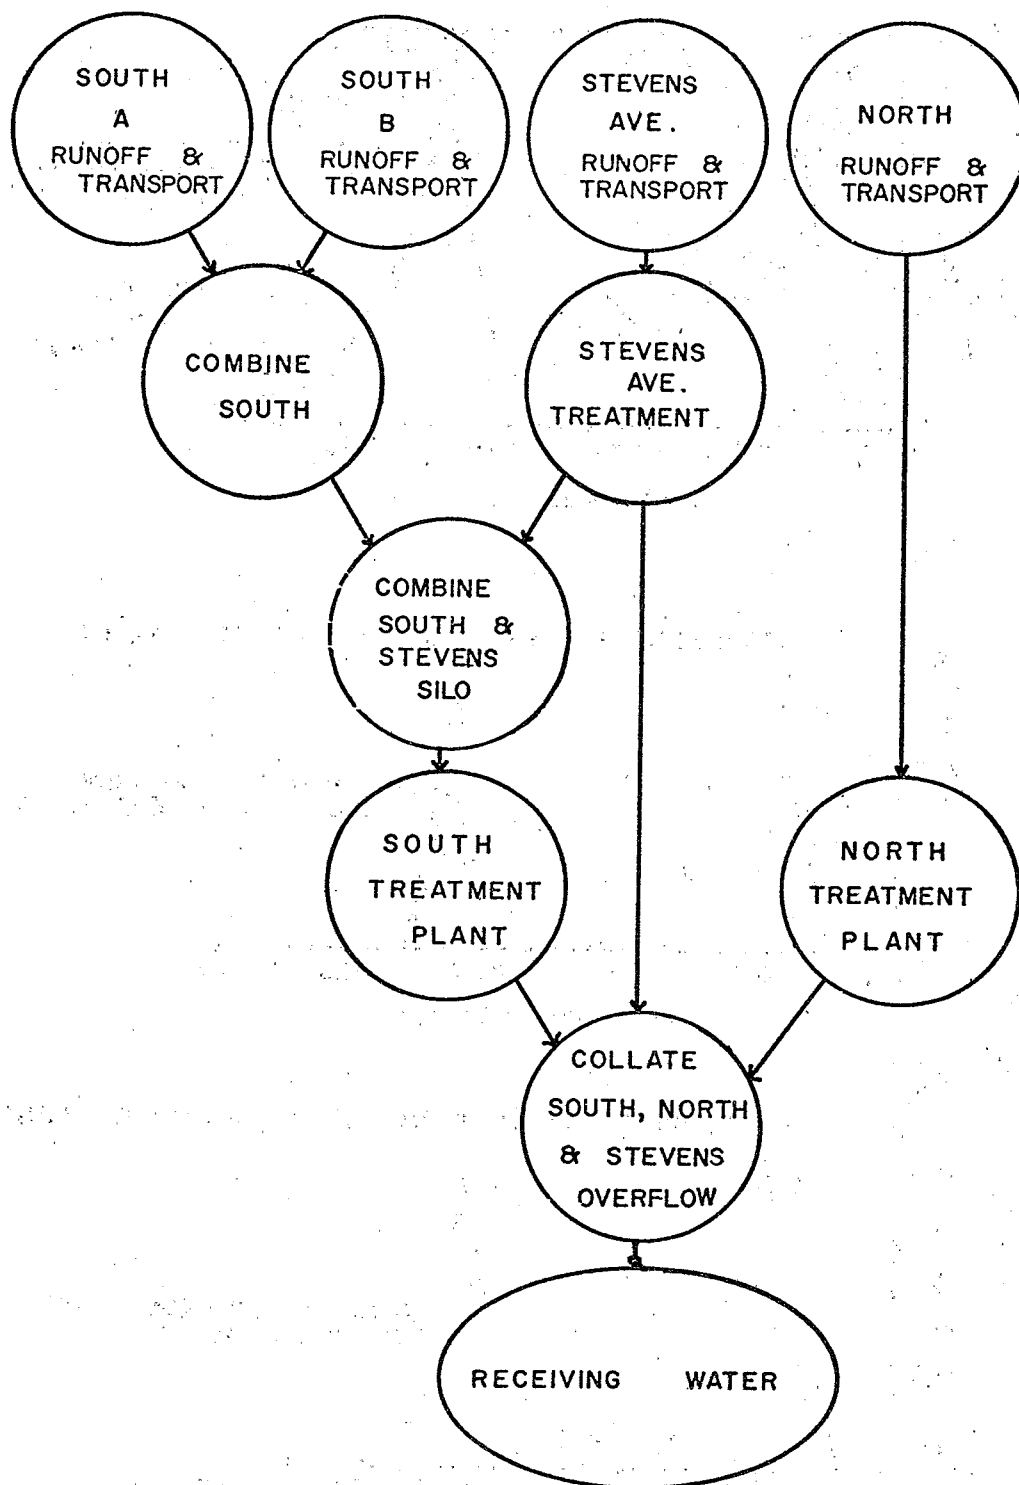 SOUTH
A
RUNOFF &
TRANSPORT
SOUTH
B
RUNOFF &
TRANSPORT
STEVENS
AVE.
RUNOFF &
TRANSPORT
NORTH
RUNOFF &
TRANSPORT
COMBINE
SOUTH
STEVENS
AVE.
TREATMENT
COMBINE
SOUTH &
STEVENS
SILO
SOUTH
TREATMENT
PLANT
NORTH
TREATMENT
PLANT
COLLATE
SOUTH, NORTH
& STEVENS
OVERFLOW
RECEIVING WATER